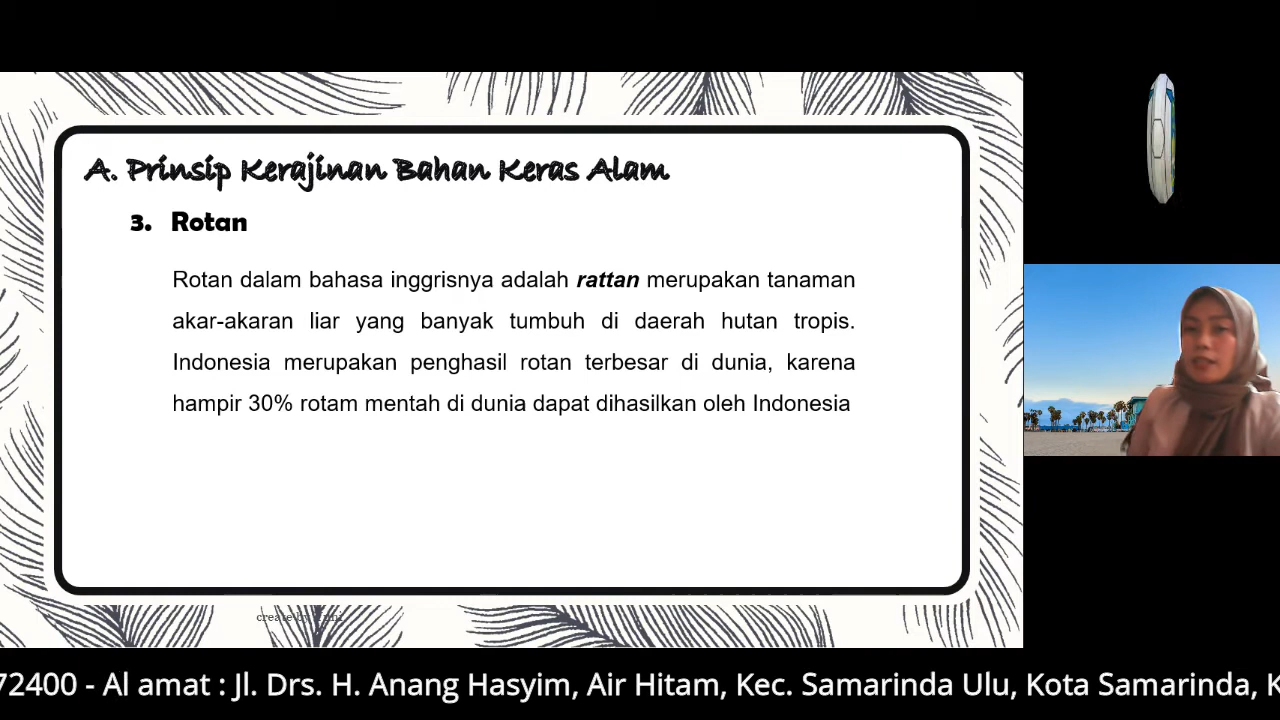 A. Prinsip Kerajinan Bahan Keras Alam
3. Rotan
Rotan dalam bahasa inggrisnya adalah rattan merupakan tanaman
akar-akaran liar yang banyak tumbuh di daerah hutan tropis.
Indonesia merupakan penghasil rotan terbesar di dunia, karena
hampir 30% rotam mentah di dunia dapat dihasilkan oleh Indonesia
create by
72400 - Al amat : Jl. Drs. H. Anang Hasyim, Air Hitam, Kec. Samarinda Ulu, Kota Samarinda, K